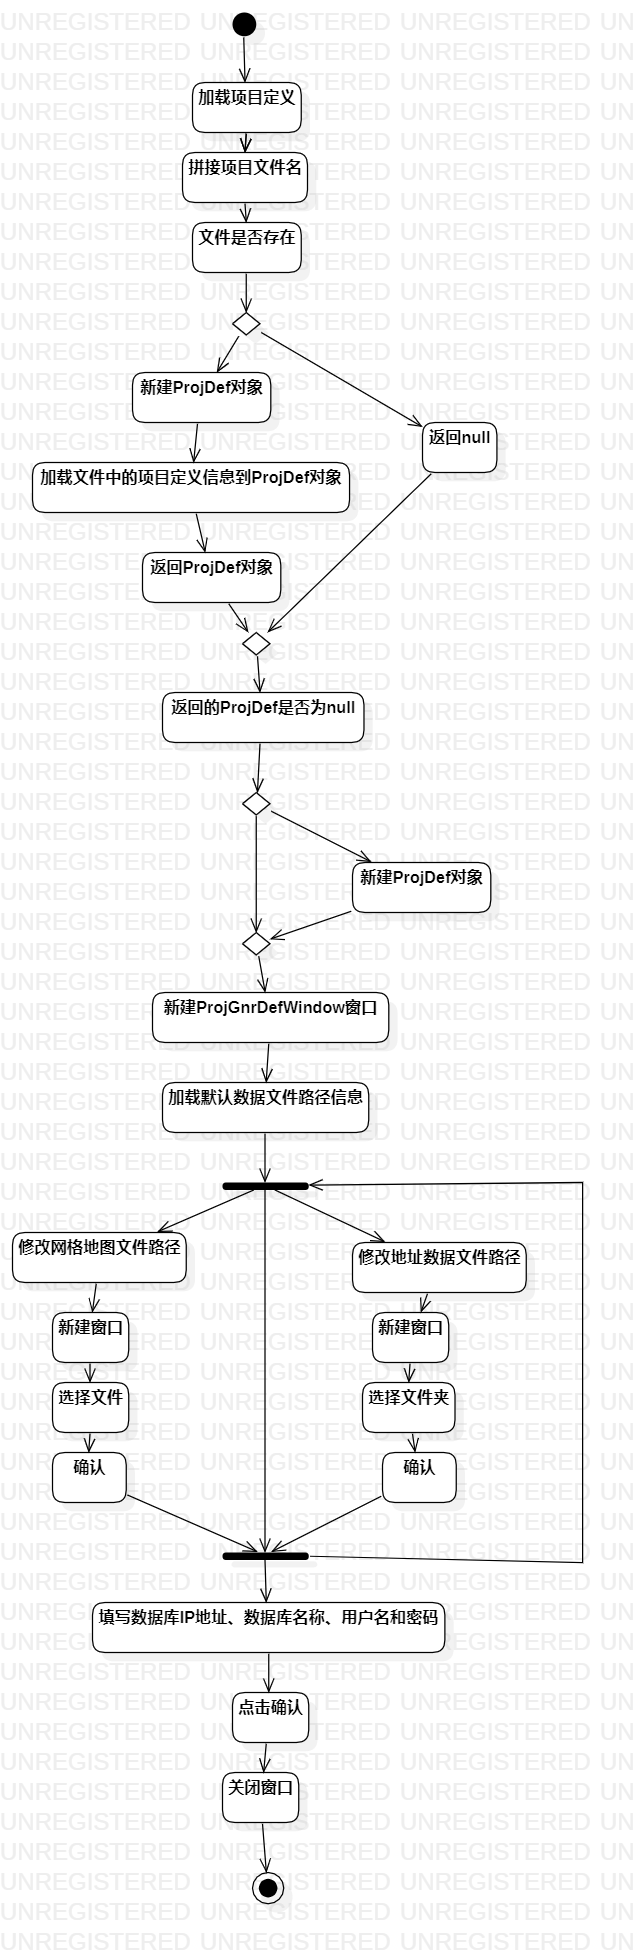 加载项目定义
拼接项目文件名
文件是否存在
新建ProjDef对象
返回null
加载文件中的项目定义信息到ProjDef对象
返回ProjDef对象
返回的ProjDef是否为null
新建ProjDef对象
新建ProjGnrDefWindow窗口
加载默认数据文件路径信息
修改网格地图文件路径
修改地址数据文件路径
新建窗口
新建窗口
选择文件
选择文件夹
确认
确认
填写数据库IP地址、数据库名称、用户名和密码
点击确认
关闭窗口
UNREGISTERED